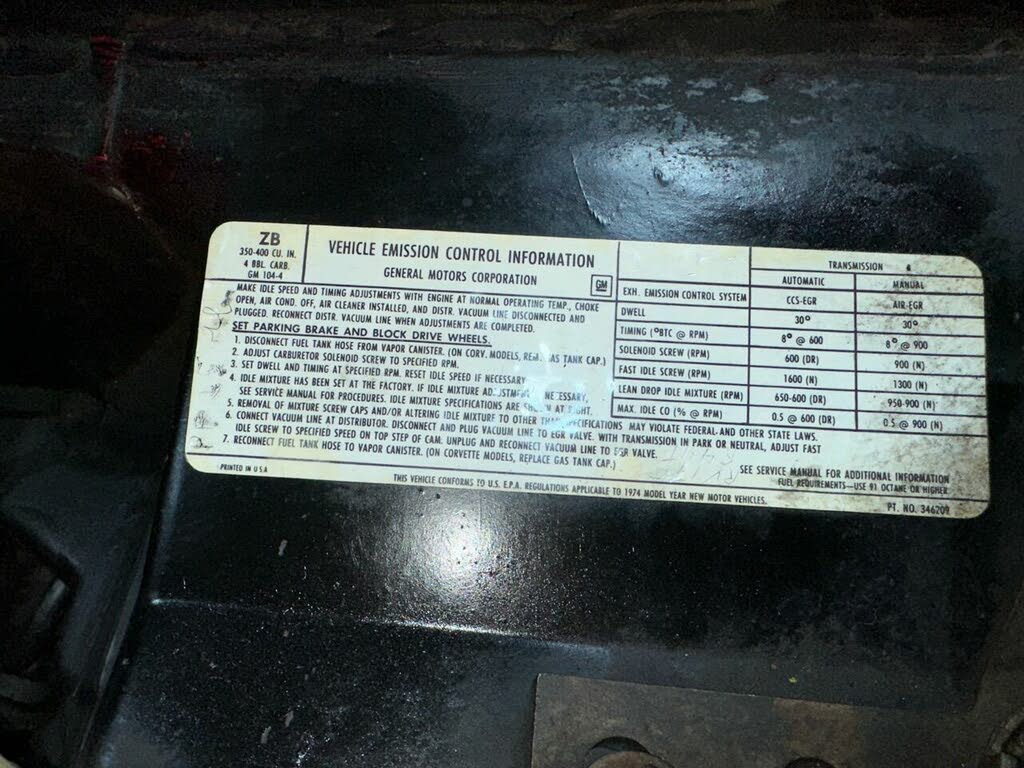 ZB
350-400 CU. IN.
4 BBL. CARB.
GM 104-4
VEHICLE EMISSION CONTROL INFORMATION
GENERAL MOTORS CORPORATION
GM
MAKE IDLE SPEED AND TIMING ADJUSTMENTS WITH ENGINE AT NORMAL OPERATING TEMP., CHOKE
OPEN, AIR COND. OFF, AIR CLEANER INSTALLED, AND DISTR. VACUUM LINE DISCONNECTED AND
PLUGGED. RECONNECT DISTR. VACUUM LINE WHEN ADJUSTMENTS ARE COMPLETED.
SET PARKING BRAKE AND BLOCK DRIVE WHEELS.
1. DISCONNECT FUEL TANK HOSE FROM VAPOR CANISTER. (ON CORV. MODELS, REM. GAS TANK CAP.)
2. ADJUST CARBURETOR SOLENOID SCREW TO SPECIFIED RPM.
3. SET DWELL AND TIMING AT SPECIFIED RPM. RESET IDLE SPEED IF NECESSARY.
4. IDLE MIXTURE HAS BEEN SET AT THE FACTORY. IF IDLE MIXTURE ADJUSTMENT NECESSARY,
SEE SERVICE MANUAL FOR PROCEDURES. IDLE MIXTURE SPECIFICATIONS ARE SHOWN AT RIGHT.
5. REMOVAL OF MIXTURE SCREW CAPS AND/OR ALTERING IDLE MIXTURE TO OTHER THAN SPECIFICATIONS MAY VIOLATE FEDERAL AND OTHER STATE LAWS.
6. CONNECT VACUUM LINE AT DISTRIBUTOR. DISCONNECT AND PLUG VACUUM LINE TO EGR VALVE. WITH TRANSMISSION IN PARK OR NEUTRAL, ADJUST FAST
IDLE SCREW TO SPECIFIED SPEED ON TOP STEP OF CAM. UNPLUG AND RECONNECT VACUUM LINE TO EGR VALVE.
7. RECONNECT FUEL TANK HOSE TO VAPOR CANISTER. (ON CORVETTE MODELS, REPLACE GAS TANK CAP.)
TRANSMISSION
AUTOMATIC MANUAL
EXH. EMISSION CONTROL SYSTEM CCS-EGR AIR-EGR
DWELL 30° 30°
TIMING (°BTC @ RPM) 8° @ 600 8° @ 900
SOLENOID SCREW (RPM) 600 (DR) 900 (N)
FAST IDLE SCREW (RPM) 1600 (N) 1300 (N)
LEAN DROP IDLE MIXTURE (RPM) 650-600 (DR) 950-900 (N)
MAX. IDLE CO (% @ RPM) 0.5 @ 600 (DR) 0.5 @ 900 (N)
SEE SERVICE MANUAL FOR ADDITIONAL INFORMATION
FUEL REQUIREMENTS—USE 91 OCTANE OR HIGHER
PRINTED IN U.S.A
THIS VEHICLE CONFORMS TO U.S. E.P.A. REGULATIONS APPLICABLE TO 1974 MODEL YEAR NEW MOTOR VEHICLES.
PT. NO. 346209